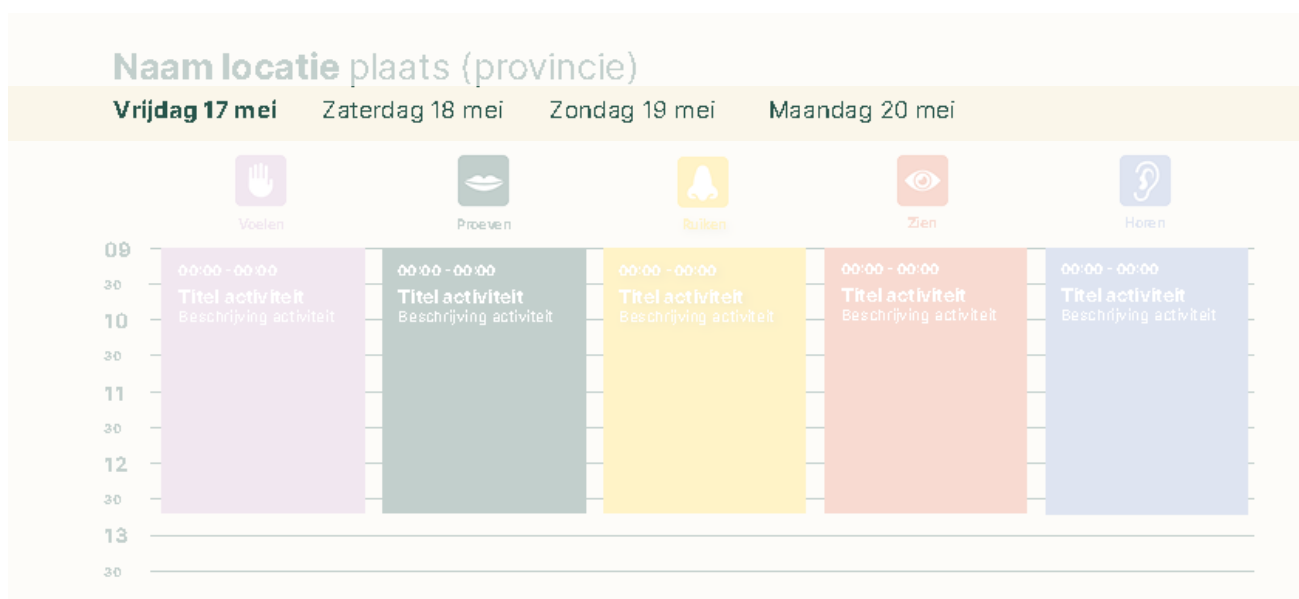 Naam locatie plaats (provincie)
Vrijdag 17 mei Zaterdag 18 mei Zondag 19 mei Maandag 20 mei
Voelen Proeven Ruiken Zien Horen
09
00:00 - 00:00 00:00 - 00:00 00:00 - 00:00 00:00 - 00:00 00:00 - 00:00
30
Titel activiteit Titel activiteit Titel activiteit Titel activiteit Titel activiteit
Beschrijving activiteit Beschrijving activiteit Beschrijving activiteit Beschrijving activiteit Beschrijving activiteit
10
30
11
30
12
30
13
30